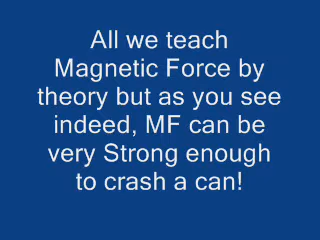 All we teach
Magnetic Force by
theory but as you see
indeed, MF can be
very Strong enough
to crash a can!